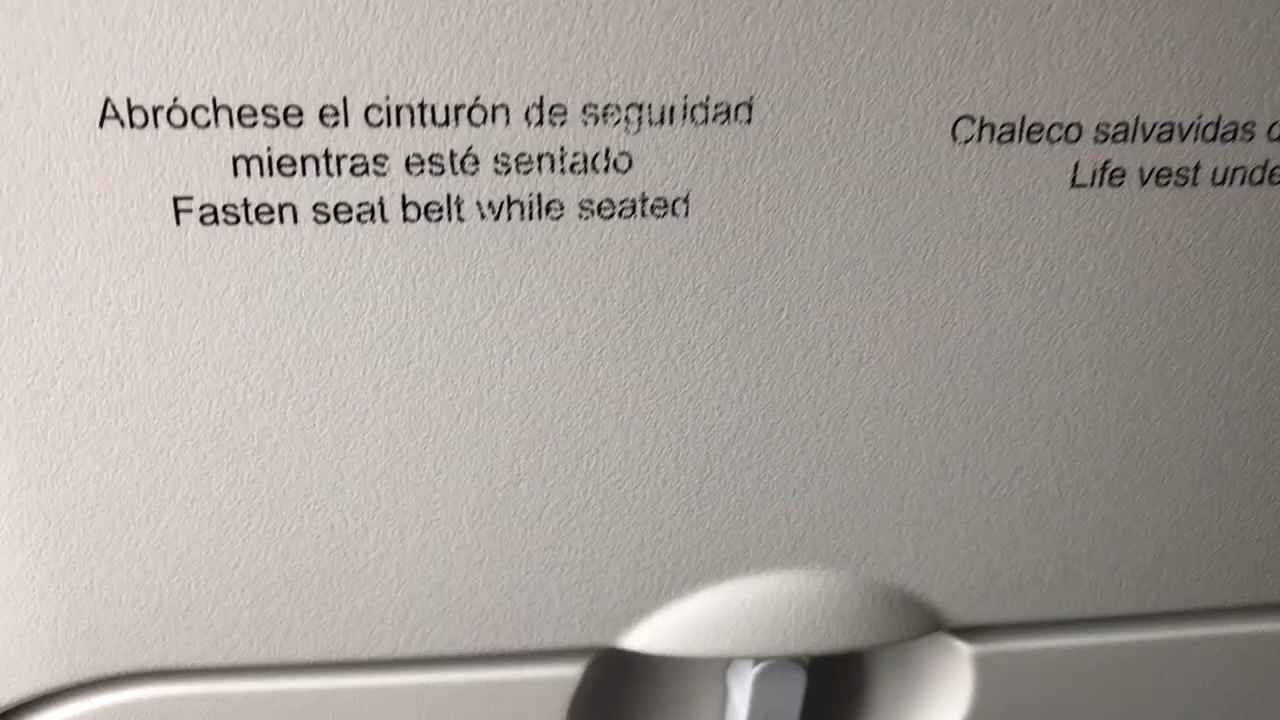 Abróchese el cinturón de seguridad
mientras esté sentado
Fasten seat belt while seated
Chaleco salvavidas
Life vest